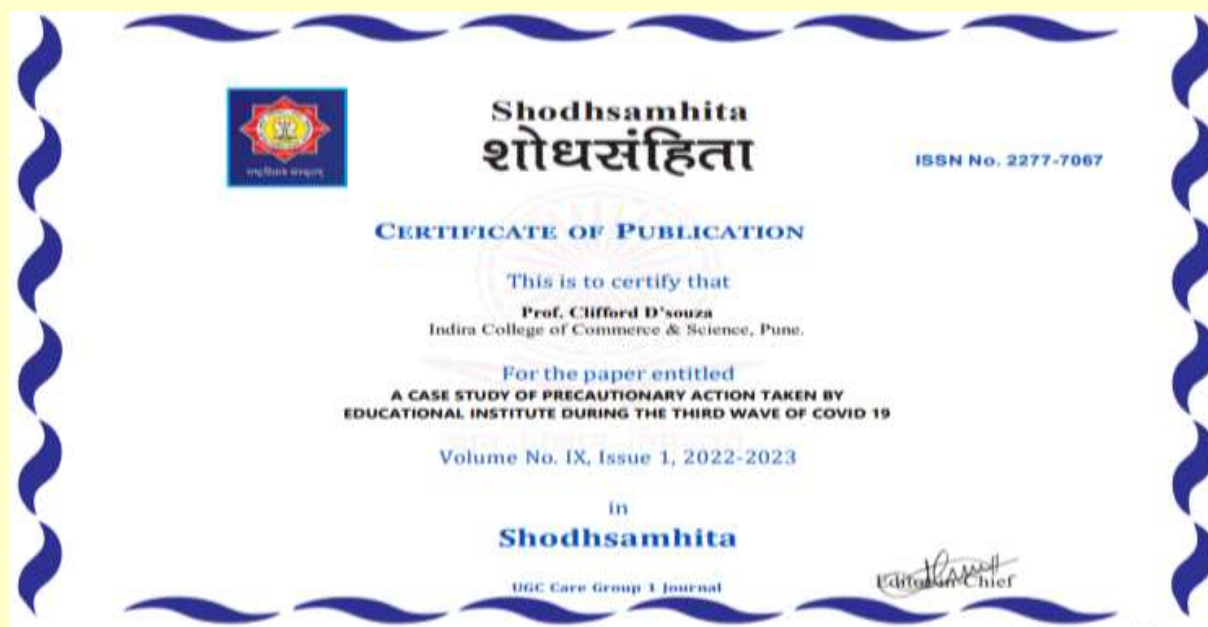 Shodhsamhita
शोधसंहिता
ISSN No. 2277-7067
CERTIFICATE OF PUBLICATION
This is to certify that
Prof. Clifford D'souza
Indira College of Commerce & Science, Pune.
For the paper entitled
A CASE STUDY OF PRECAUTIONARY ACTION TAKEN BY
EDUCATIONAL INSTITUTE DURING THE THIRD WAVE OF COVID 19
Volume No. IX, Issue 1, 2022-2023
in
Shodhsamhita
UGC Care Group 1 Journal
Editor in Chief